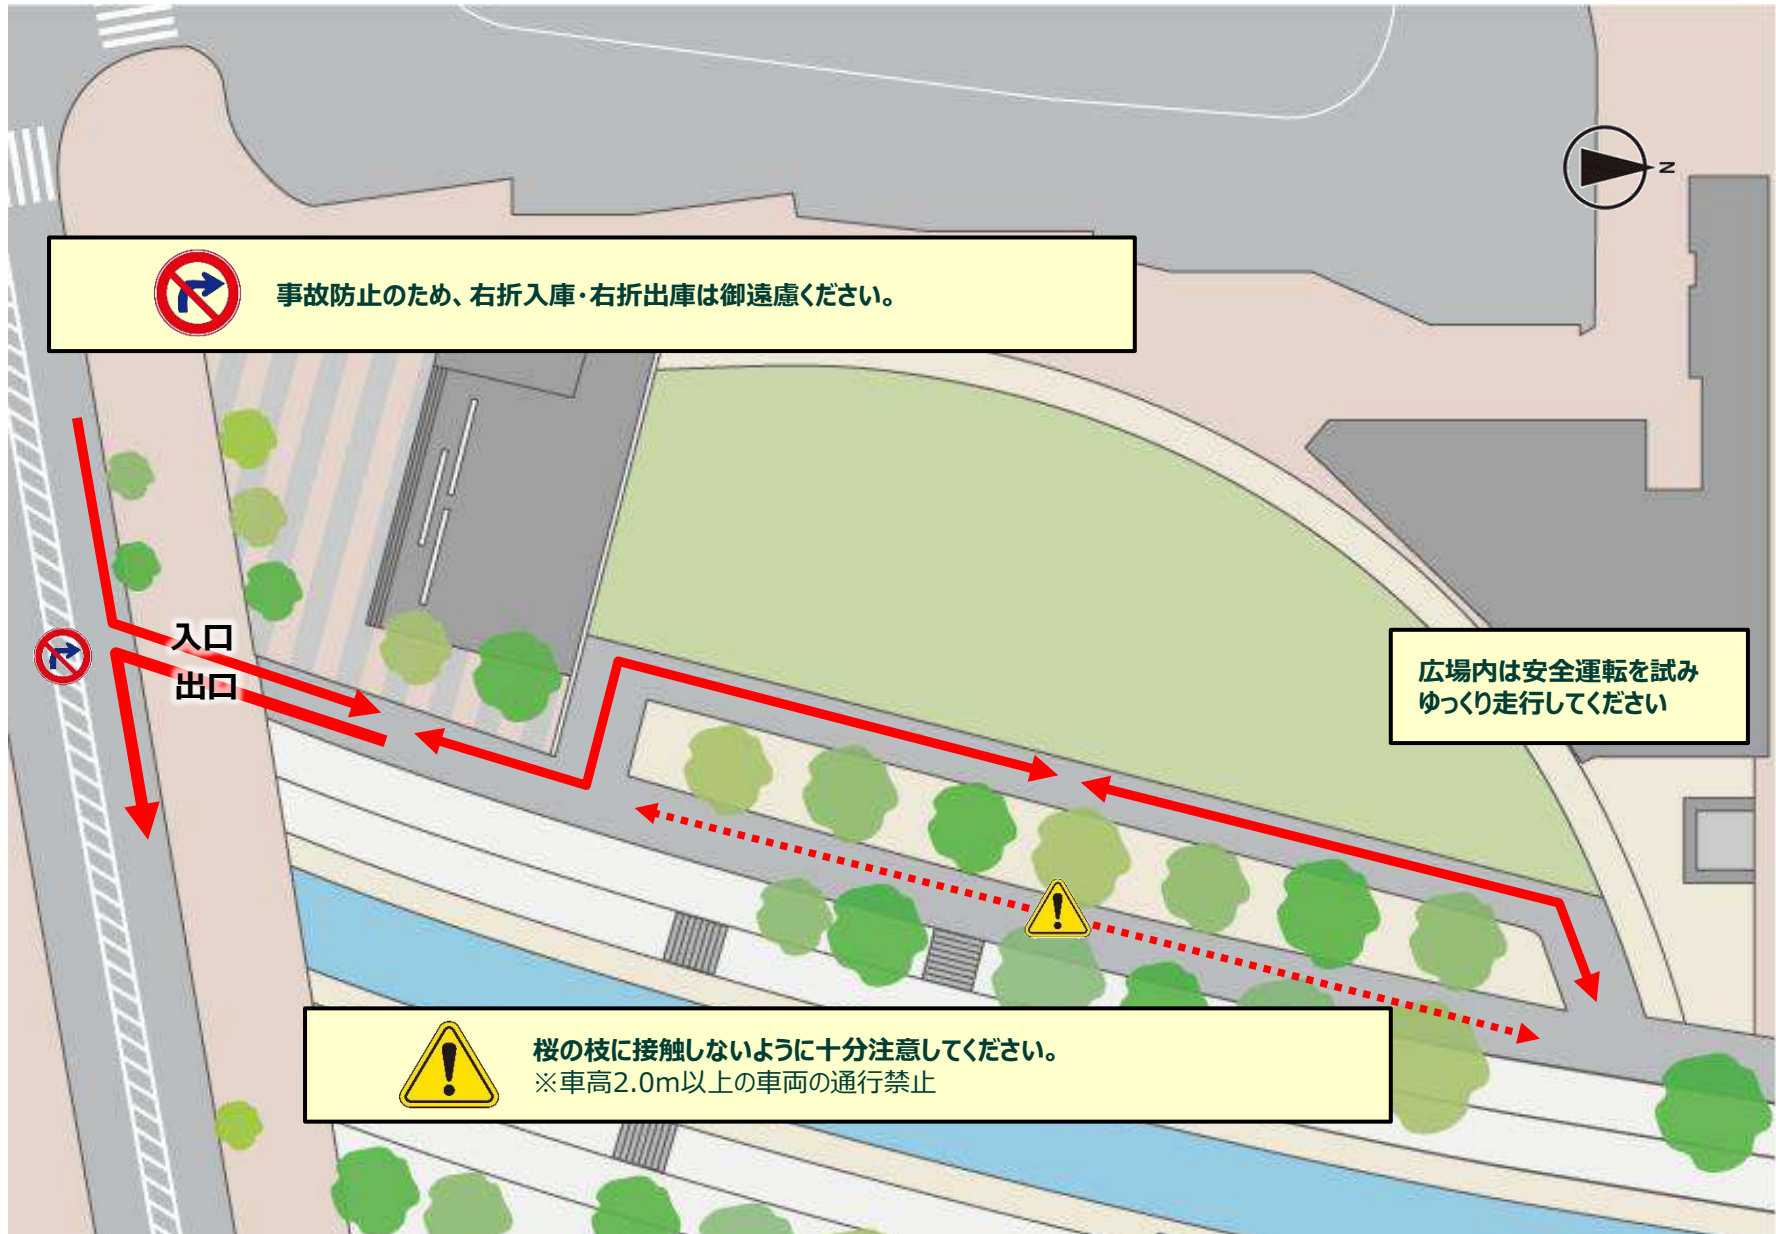 N
事故防止のため、右折入庫・右折出庫は御遠慮ください。
入口
出口
広場内は安全運転を試み
ゆっくり走行してください
桜の枝に接触しないように十分注意してください。
※車高2.0m以上の車両の通行禁止